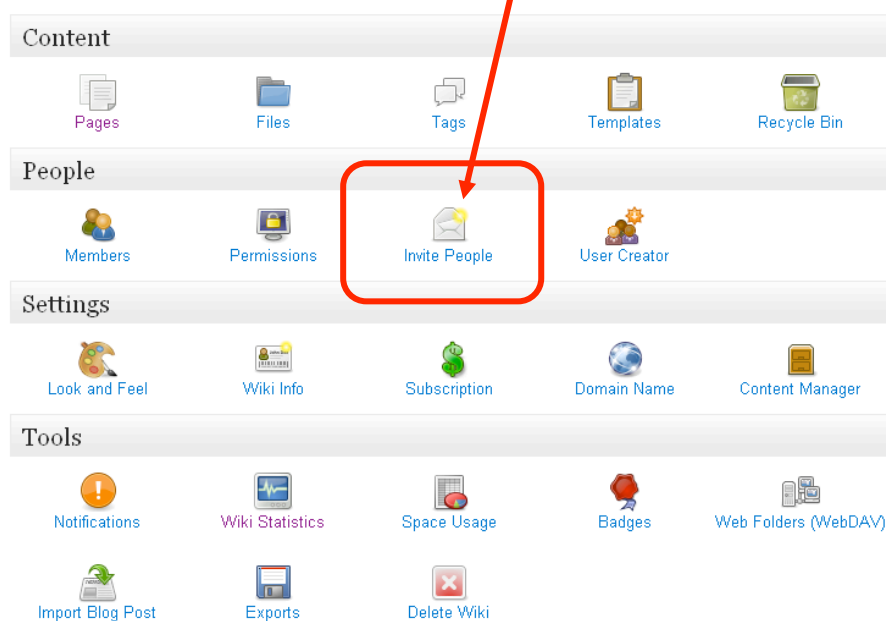 Content
Pages Files Tags Templates Recycle Bin
People
Members Permissions Invite People User Creator
Settings
Look and Feel Wiki Info Subscription Domain Name Content Manager
Tools
Notifications Wiki Statistics Space Usage Badges Web Folders (WebDAV)
Import Blog Post Exports Delete Wiki